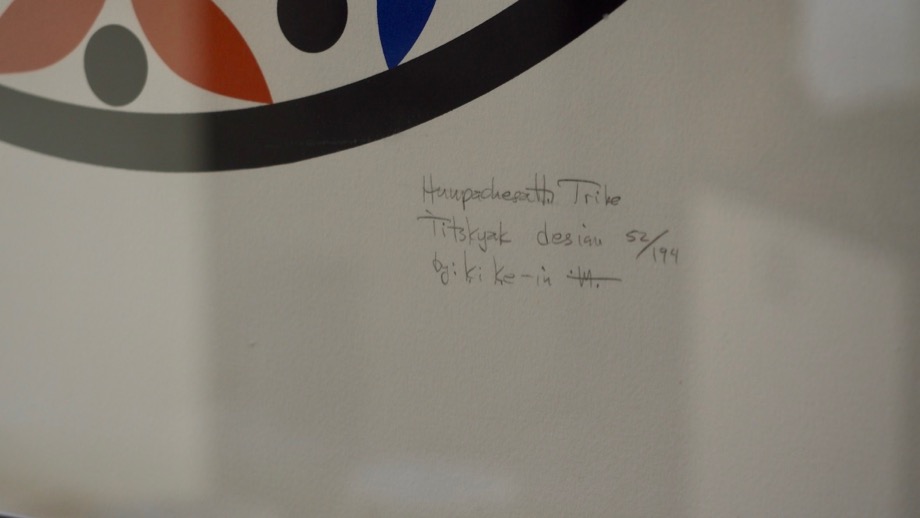 Huupachesath Tribe
Titskyak design 52/194
by: Ki Ke-in